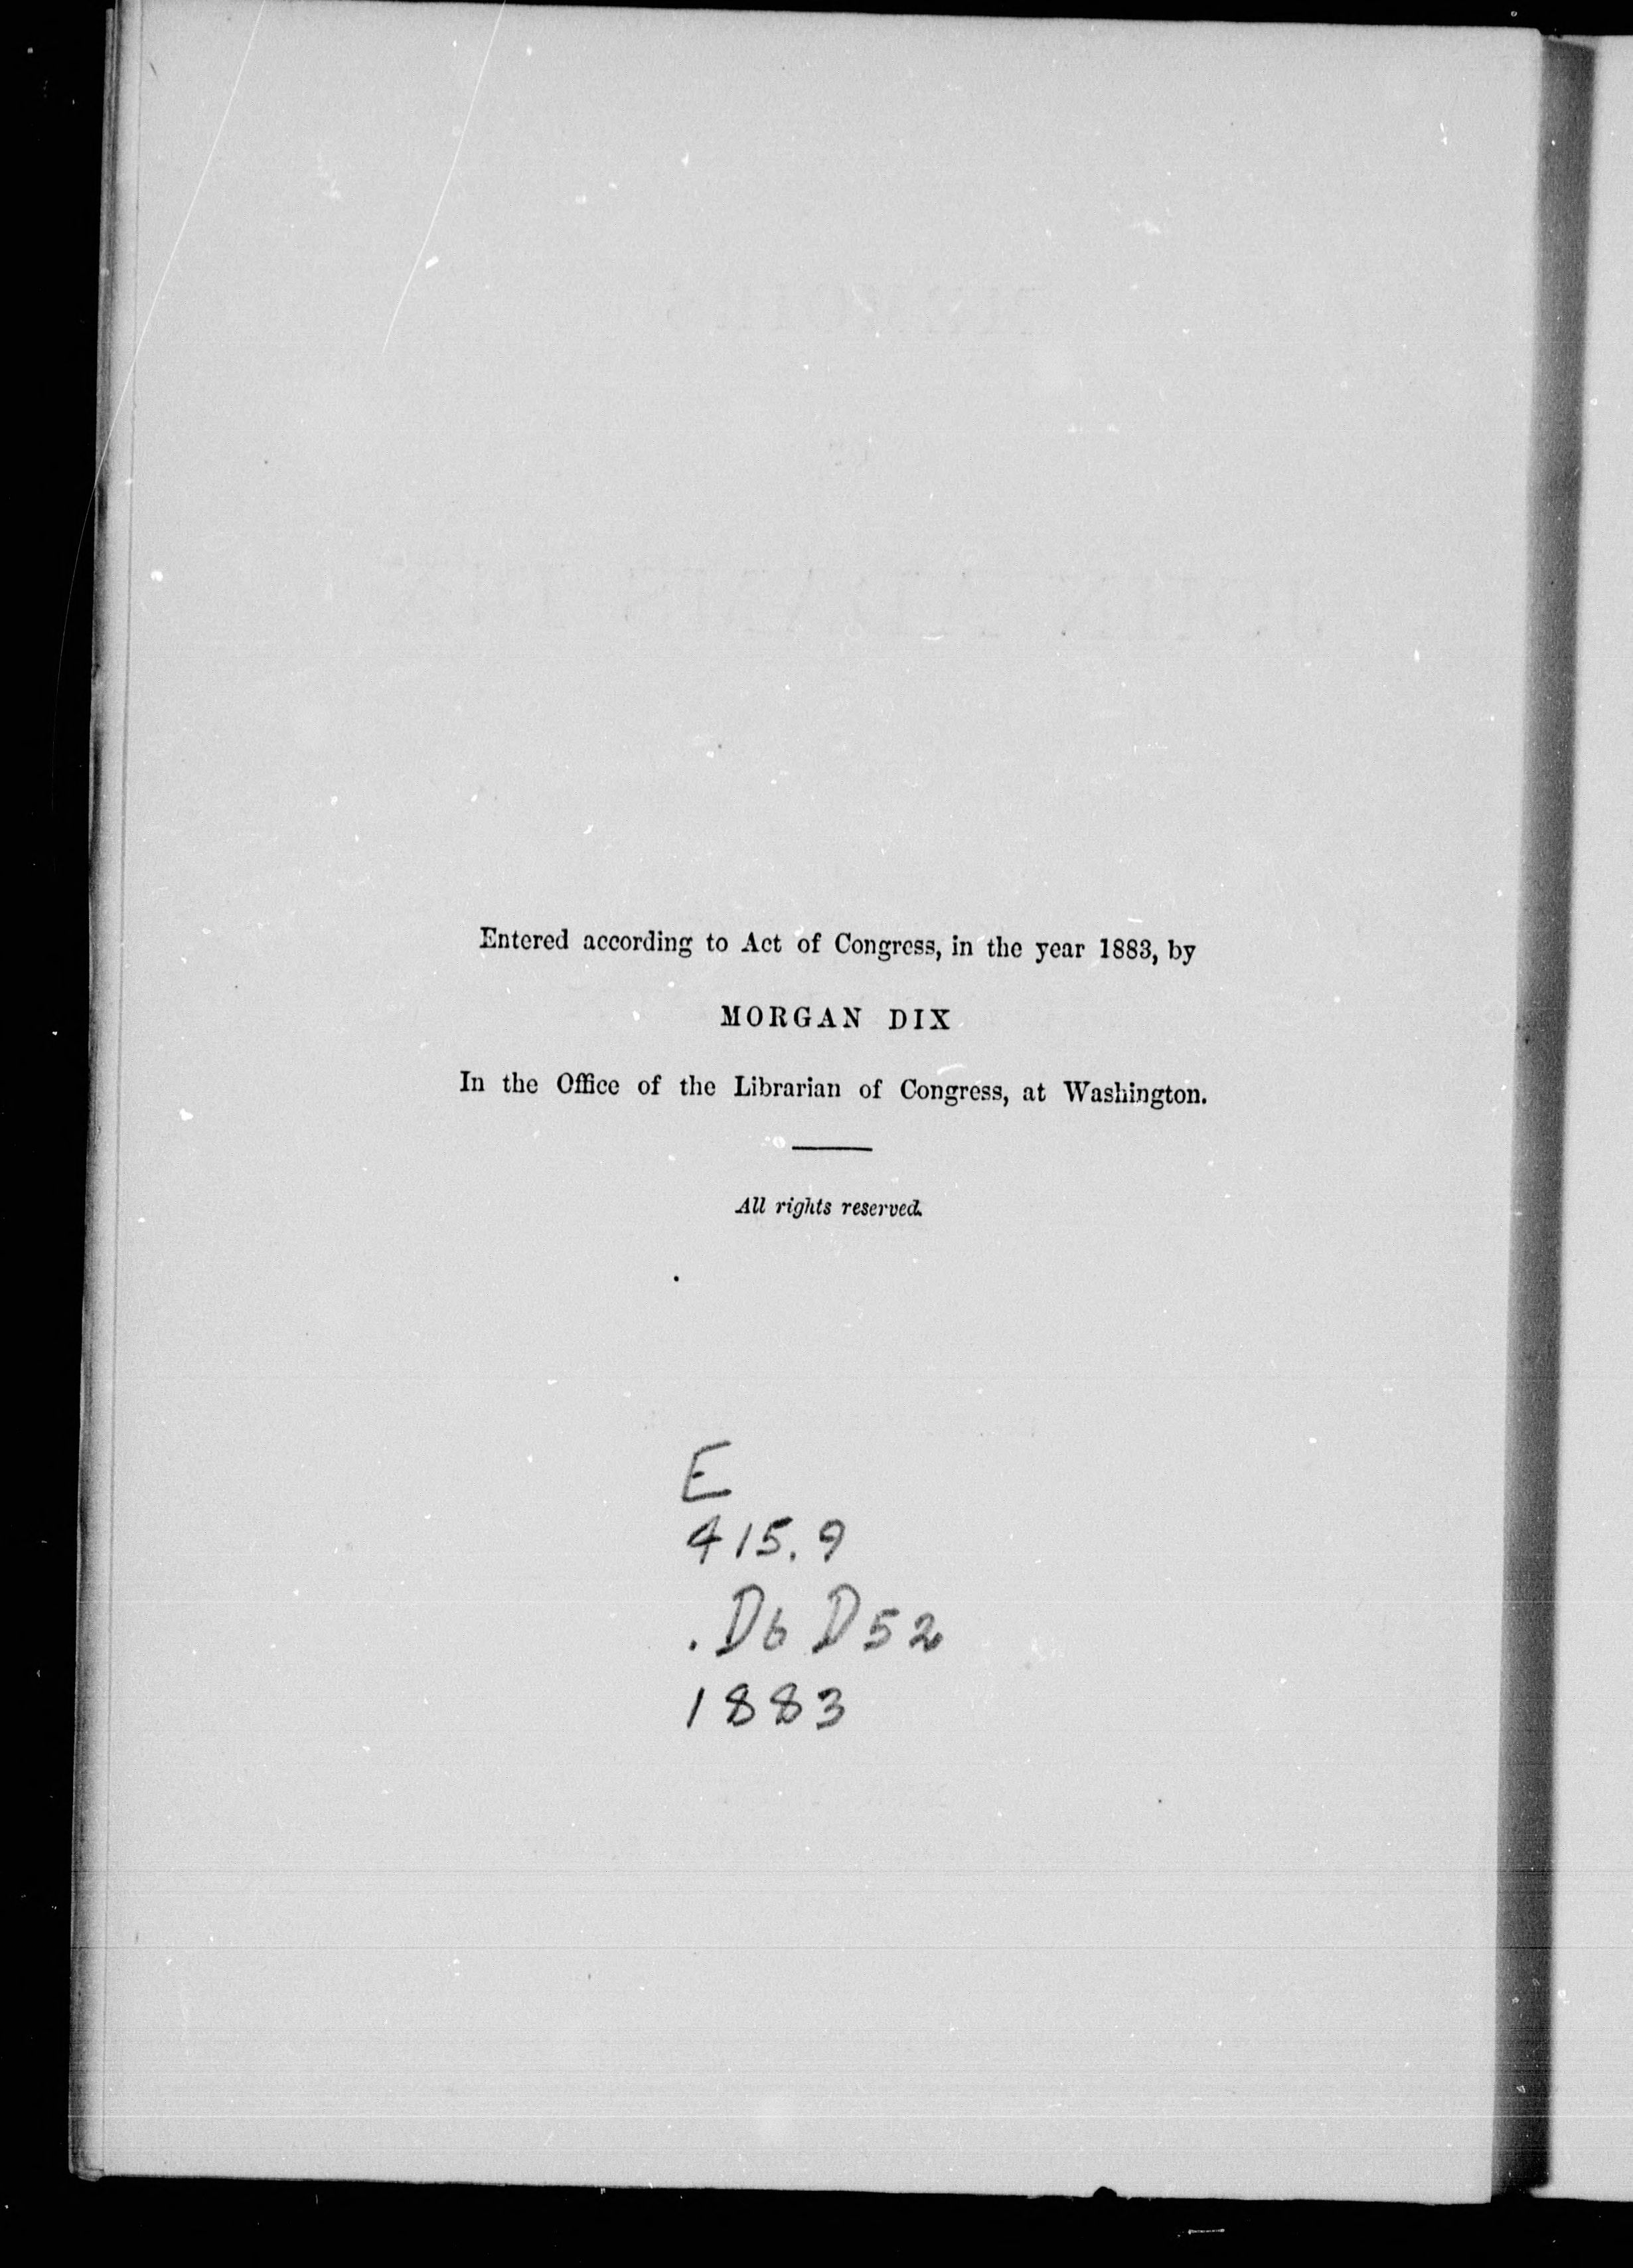 Entered according to Act of Congress, in the year 1883, by
MORGAN DIX
In the Office of the Librarian of Congress, at Washington.
All rights reserved.
E
415.9
.D6 D52
1883